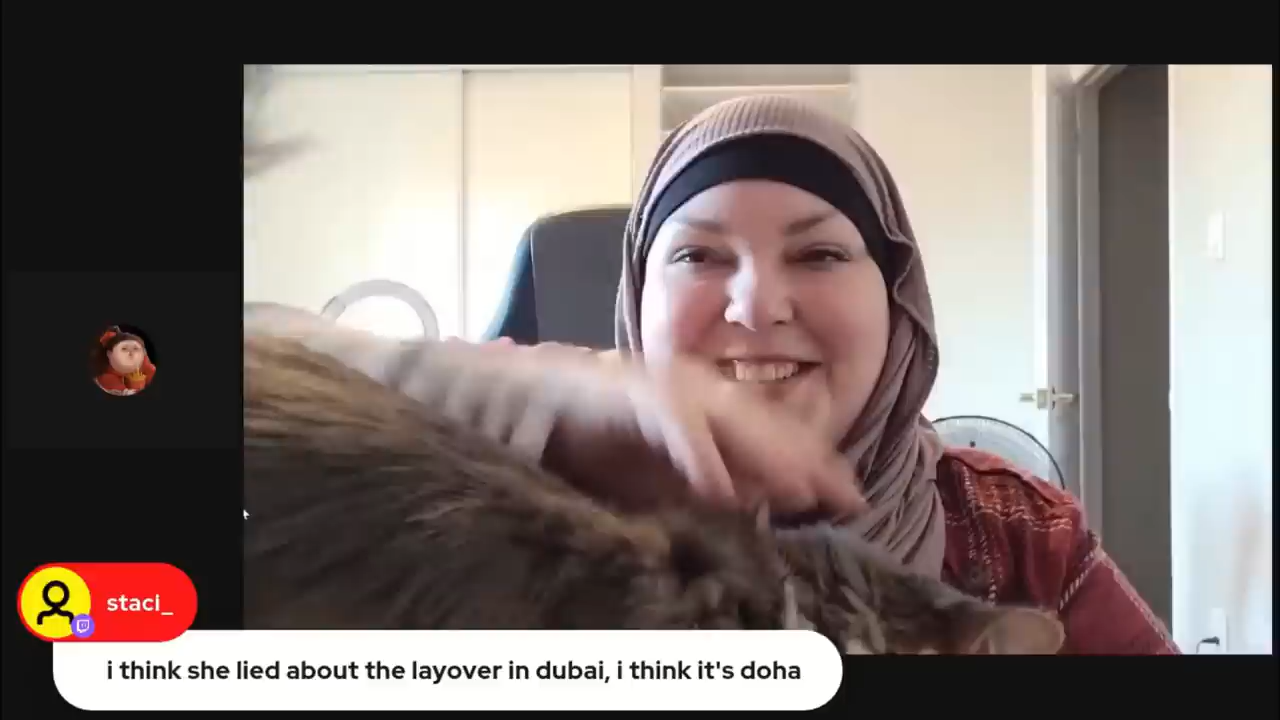 staci_
i think she lied about the layover in dubai, i think it's doha